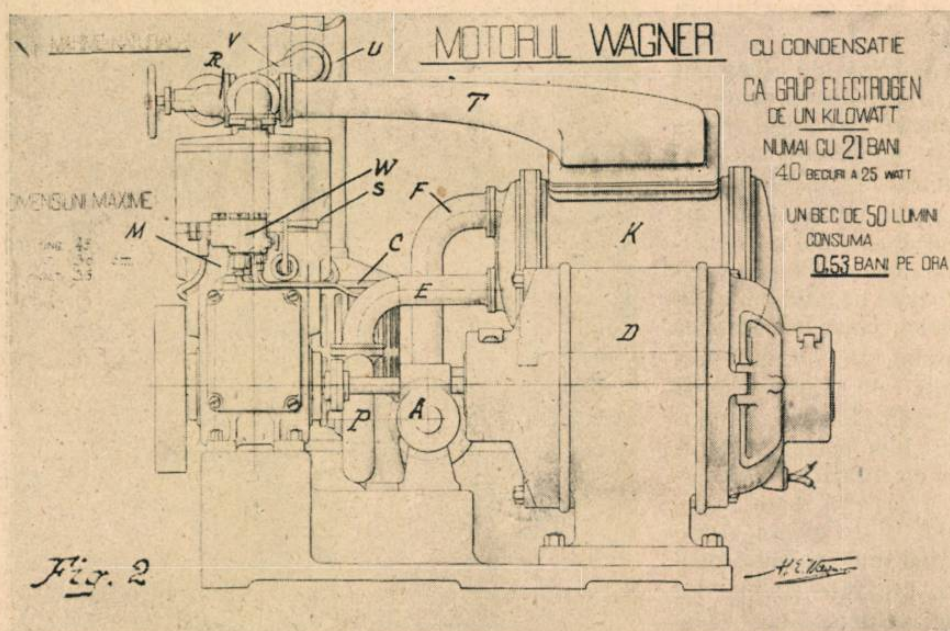 MOTORUL WAGNER
CU CONDENSATIE
CA GRUP ELECTROGEN
DE UN KILOWATT
NUMAI CU 21 BANI
40 BECURI A 25 WATT
UN BEC DE 50 LUMINI
CONSUMA
0,53 BANI PE ORA
DIMENSIUNI MAXIME
V
U
R
T
W
S
F
M
C
K
E
D
P
A
Fig. 2
H. E. Wagner